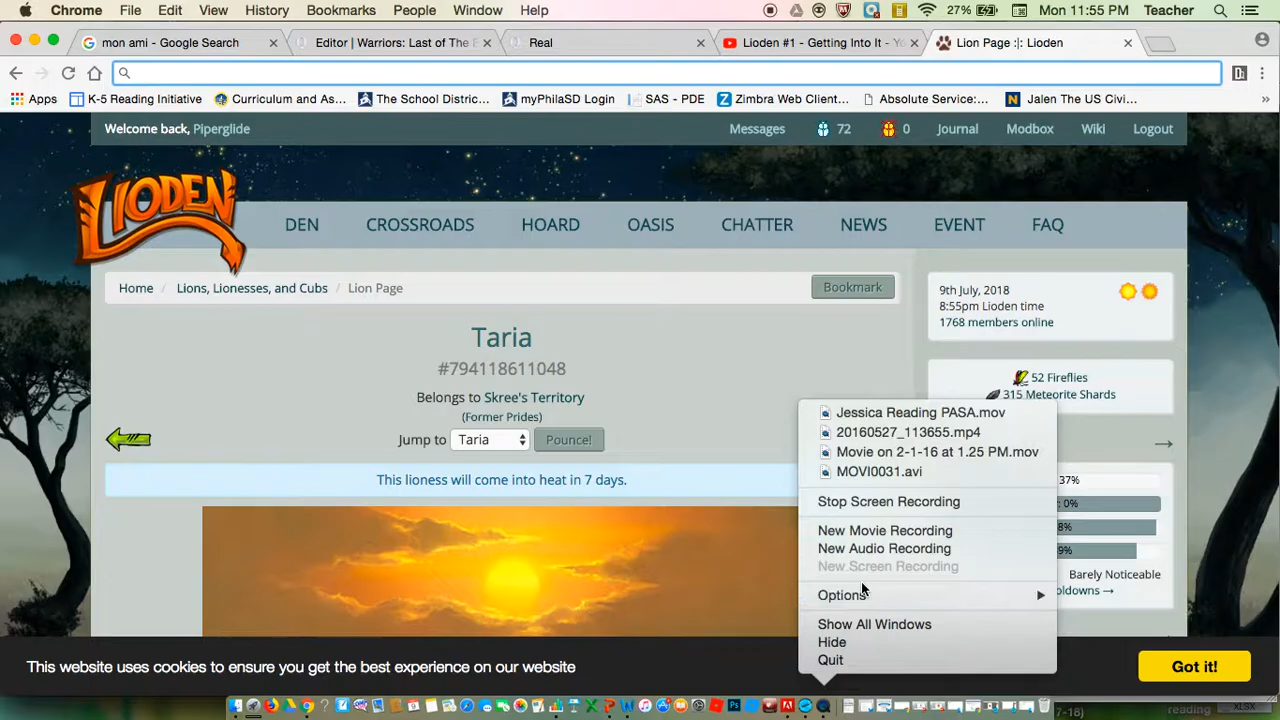 Chrome File Edit View History Bookmarks People Window Help 27% Mon 11:55 PM Teacher
mon ami - Google Search Editor | Warriors: Last of The E Real Lioden #1 - Getting Into It - Yo Lion Page :|: Lioden
Apps K-5 Reading Initiative Curriculum and As... The School Distric... myPhilaSD Login SAS - PDE Zimbra Web Client... Absolute Service:... Jalen The US Civi... »
Welcome back, Piperglide Messages 72 0 Journal Modbox Wiki Logout
LIODEN
DEN CROSSROADS HOARD OASIS CHATTER NEWS EVENT FAQ
Home / Lions, Lionesses, and Cubs / Lion Page Bookmark
9th July, 2018
8:55pm Lioden time
1768 members online
Taria
#794118611048
Belongs to Skree's Territory
(Former Prides)
Jump to Taria Pounce!
This lioness will come into heat in 7 days.
52 Fireflies
315 Meteorite Shards
37%
: 0%
8%
9%
Barely Noticeable
oldowns →
Jessica Reading PASA.mov
20160527_113655.mp4
Movie on 2-1-16 at 1.25 PM.mov
MOVI0031.avi
Stop Screen Recording
New Movie Recording
New Audio Recording
New Screen Recording
Options
Show All Windows
Hide
Quit
This website uses cookies to ensure you get the best experience on our website Got it!
7-18) reading XLSX